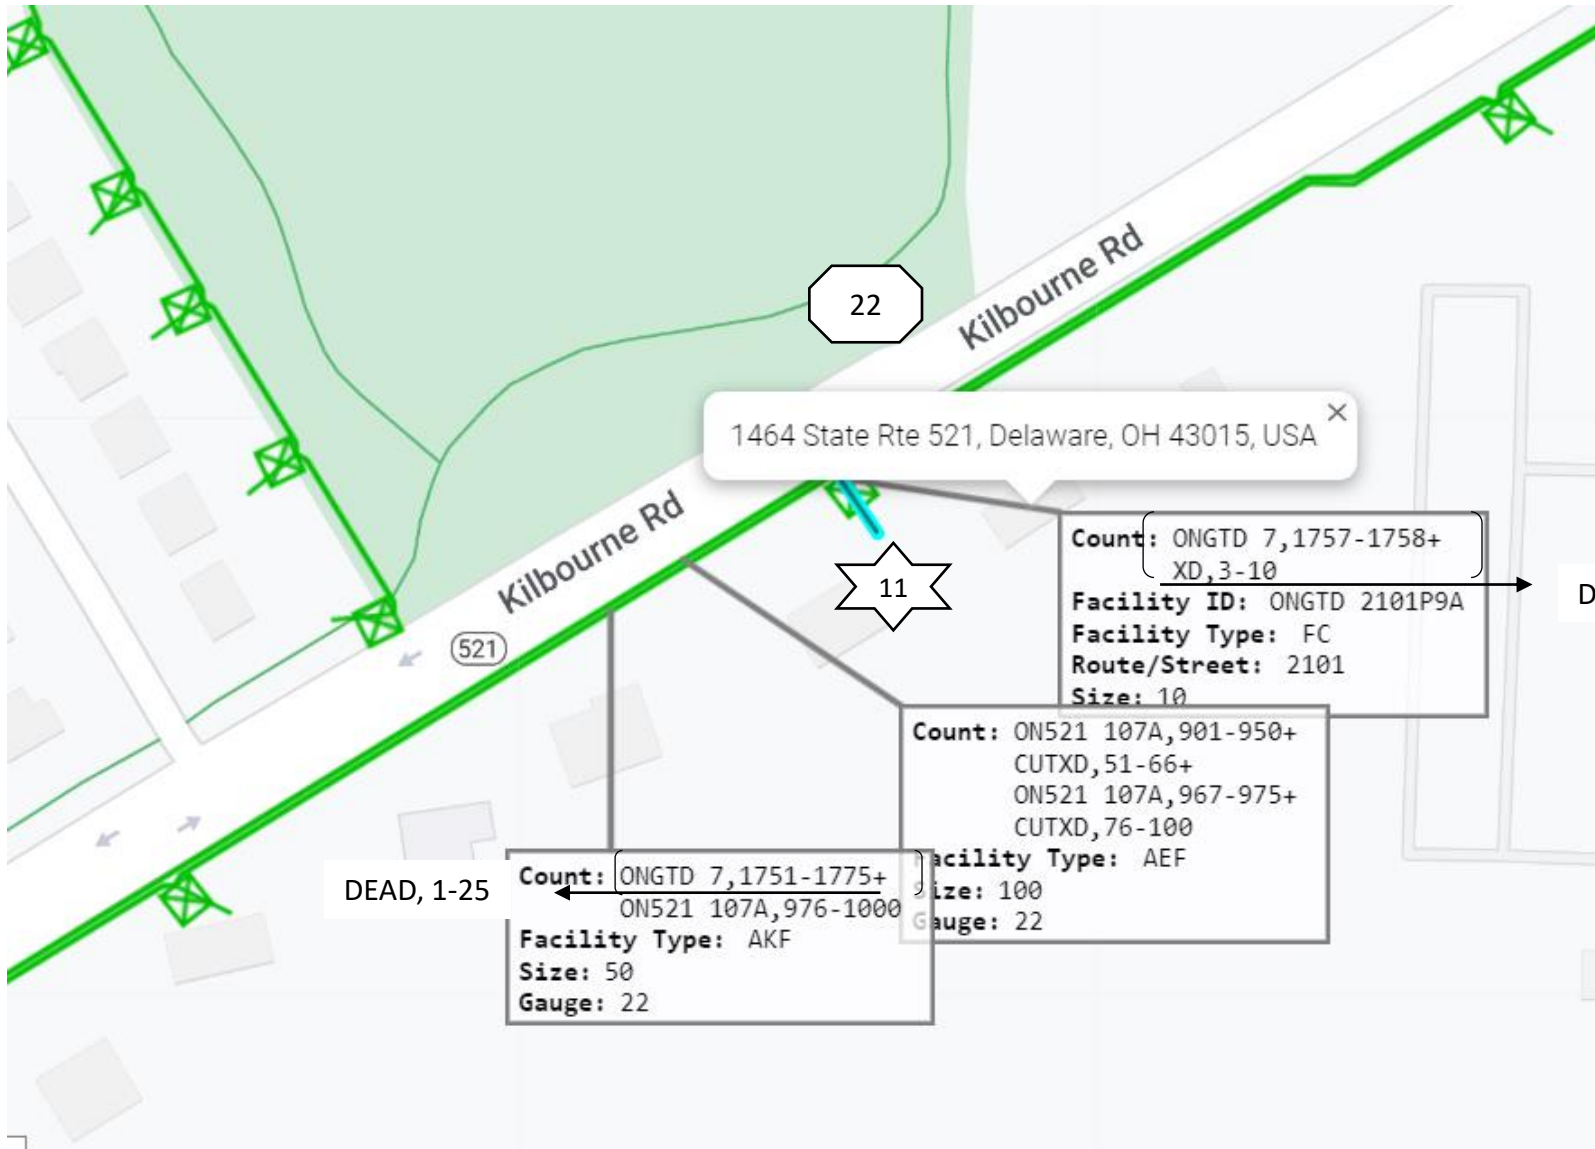 22
Kilbourne Rd
1464 State Rte 521, Delaware, OH 43015, USA
Kilbourne Rd
521
11
Count: ONGTD 7,1757-1758+
XD,3-10
Facility ID: ONGTD 2101P9A
Facility Type: FC
Route/Street: 2101
Size: 10
D
Count: ON521 107A,901-950+
CUTXD,51-66+
ON521 107A,967-975+
CUTXD,76-100
Facility Type: AEF
Size: 100
Gauge: 22
DEAD, 1-25
Count: ONGTD 7,1751-1775+
ON521 107A,976-1000
Facility Type: AKF
Size: 50
Gauge: 22